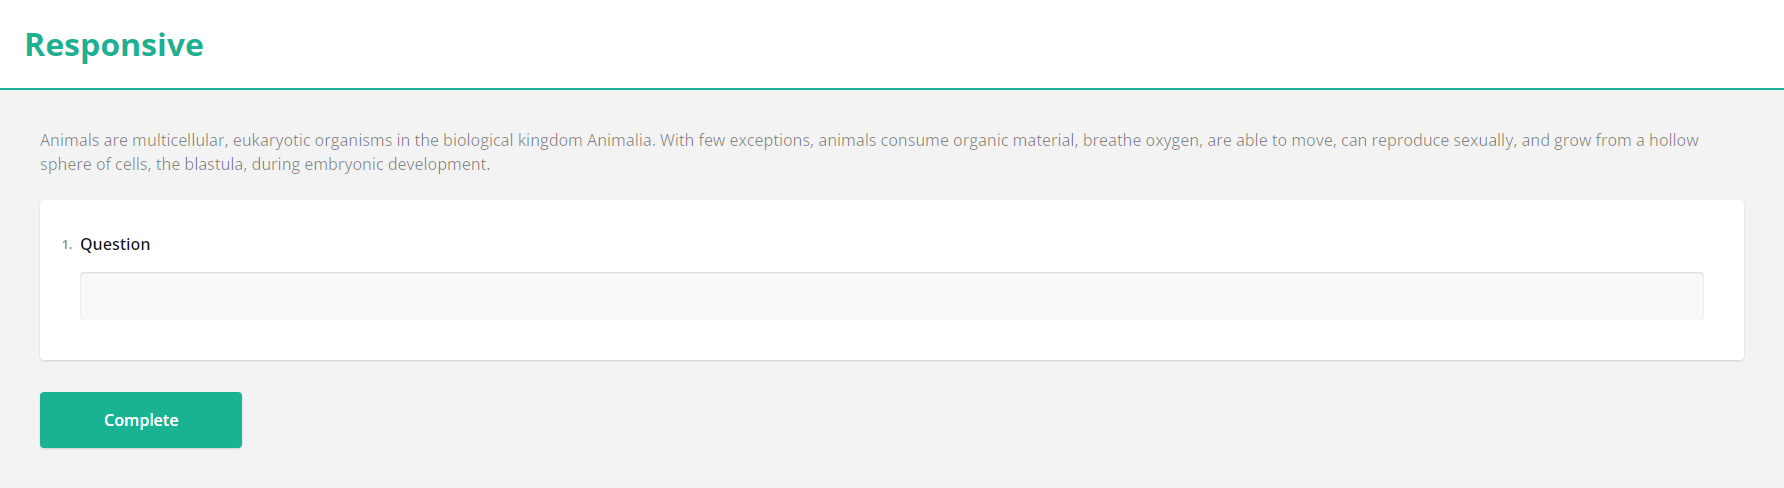 Responsive
Animals are multicellular, eukaryotic organisms in the biological kingdom Animalia. With few exceptions, animals consume organic material, breathe oxygen, are able to move, can reproduce sexually, and grow from a hollow
sphere of cells, the blastula, during embryonic development.
1. Question
Complete